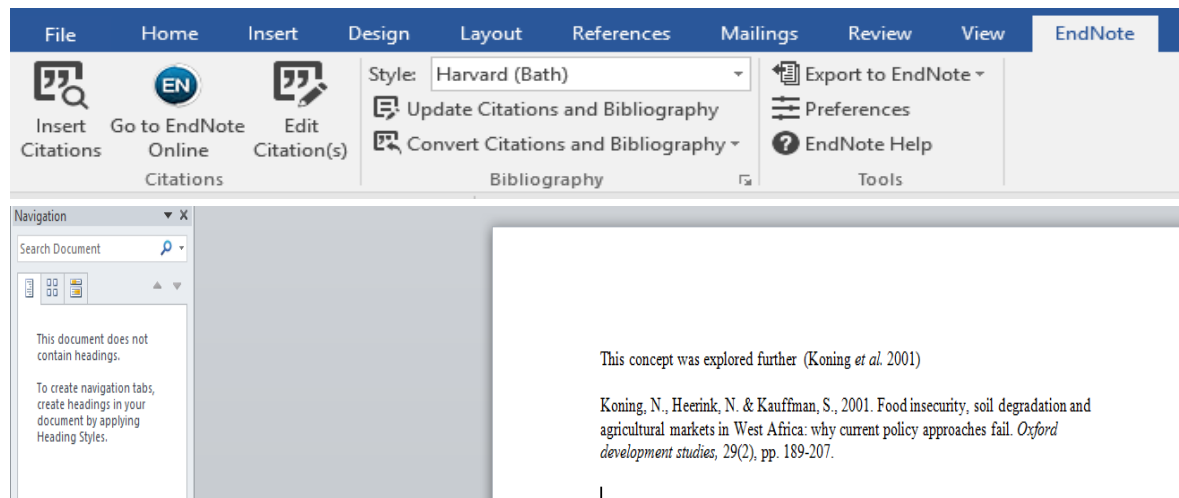 File Home Insert Design Layout References Mailings Review View EndNote
EN
Insert Citations
Go to EndNote Online
Edit Citation(s)
Citations
Style: Harvard (Bath)
Update Citations and Bibliography
Convert Citations and Bibliography
Bibliography
Export to EndNote
Preferences
EndNote Help
Tools
Navigation
Search Document
This document does not
contain headings.
To create navigation tabs,
create headings in your
document by applying
Heading Styles.
This concept was explored further (Koning et al. 2001)
Koning, N., Heerink, N. & Kauffman, S., 2001. Food insecurity, soil degradation and
agricultural markets in West Africa: why current policy approaches fail. Oxford
development studies, 29(2), pp. 189-207.